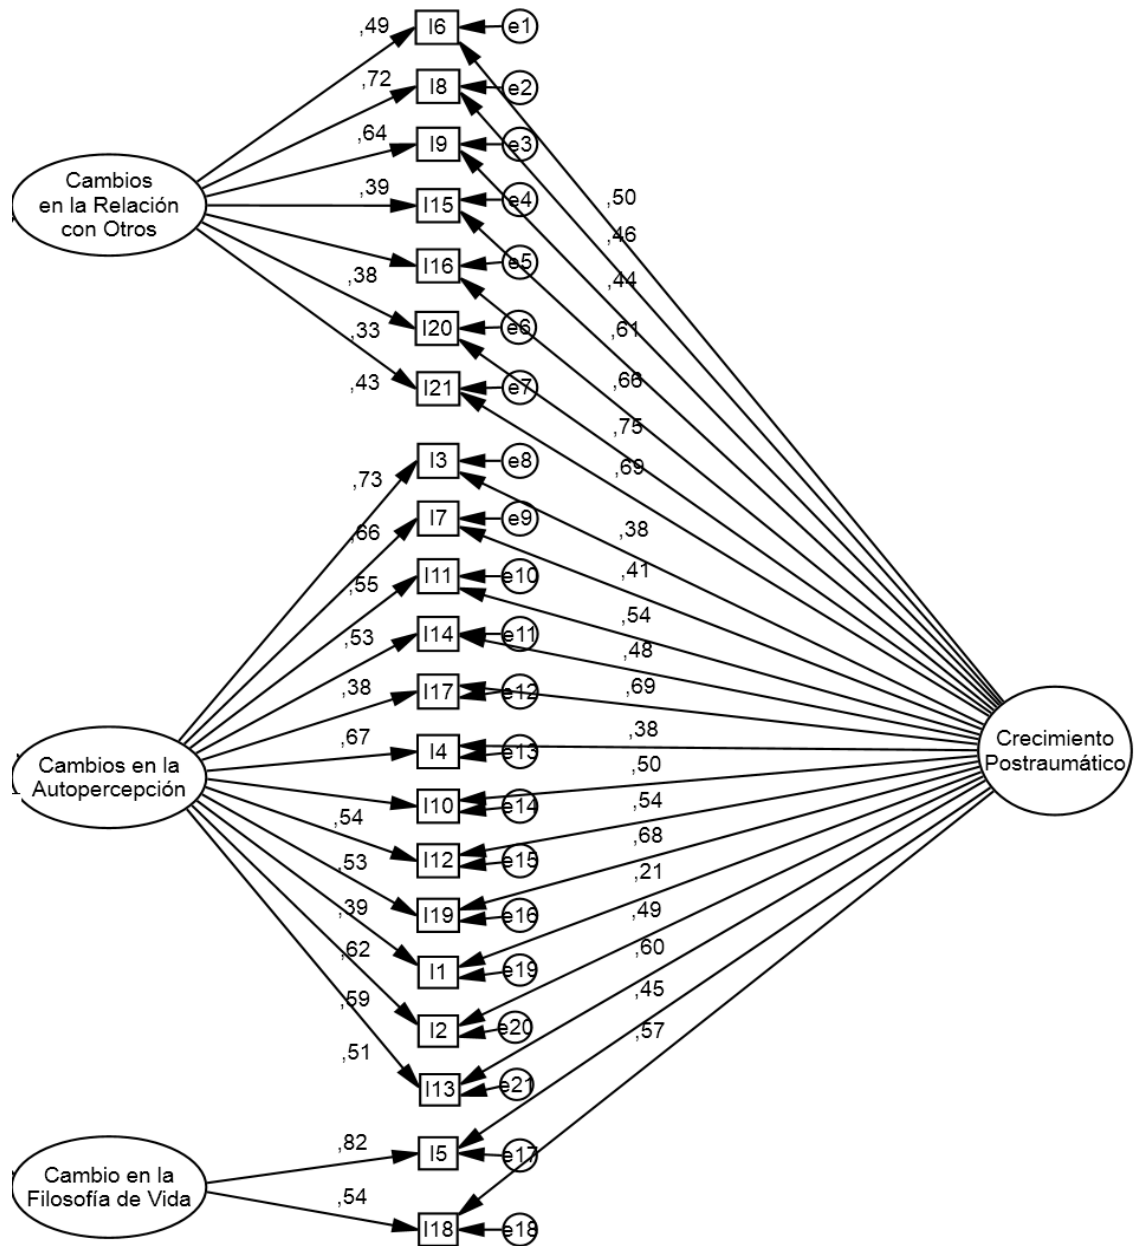 ,49
I6
e1
,72
I8
e2
,64
I9
e3
Cambios
en la Relación
con Otros
,39
I15
e4
,50
,46
I16
e5
,44
,38
I20
e6
,61
,33
I21
e7
,66
,43
,75
,69
,73
I3
e8
,38
,66
I7
e9
,41
,55
I11
e10
,54
,53
I14
e11
,48
,38
I17
e12
,69
,67
I4
e13
,38
Cambios en la
Autopercepción
Crecimiento
Postraumático
I10
e14
,50
,54
I12
e15
,54
,53
I19
e16
,68
,39
I1
e19
,21
,62
I2
e20
,49
,59
I13
e21
,60
,51
,45
,57
,82
I5
e17
Cambio en la
Filosofía de Vida
,54
I18
e18